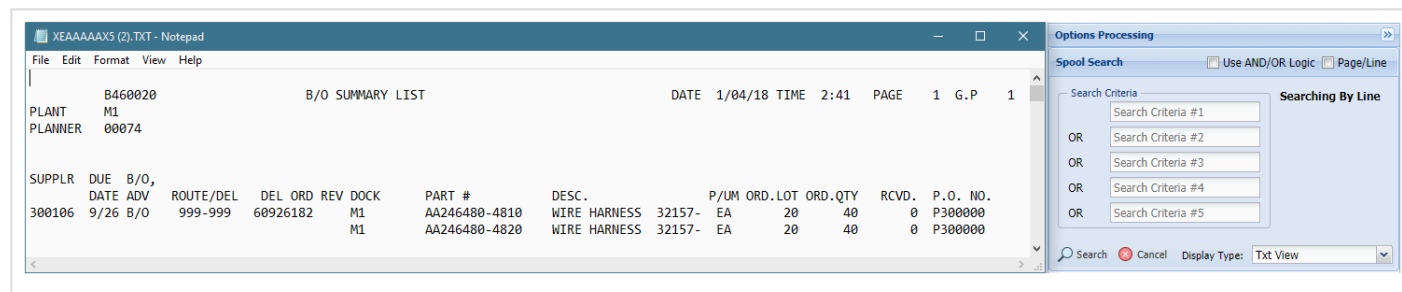 XEAAAAAX5 (2).TXT - Notepad
File Edit Format View Help
B460020 B/O SUMMARY LIST DATE 1/04/18 TIME 2:41 PAGE 1 G.P 1
PLANT M1
PLANNER 00074
SUPPLR DUE B/O,
DATE ADV ROUTE/DEL DEL ORD REV DOCK PART # DESC. P/UM ORD.LOT ORD.QTY RCVD. P.O. NO.
300106 9/26 B/O 999-999 60926182 M1 AA246480-4810 WIRE HARNESS 32157- EA 20 40 0 P300000
M1 AA246480-4820 WIRE HARNESS 32157- EA 20 40 0 P300000
Options Processing
Spool Search Use AND/OR Logic Page/Line
Search Criteria Searching By Line
Search Criteria #1
OR Search Criteria #2
OR Search Criteria #3
OR Search Criteria #4
OR Search Criteria #5
Search Cancel Display Type: Txt View